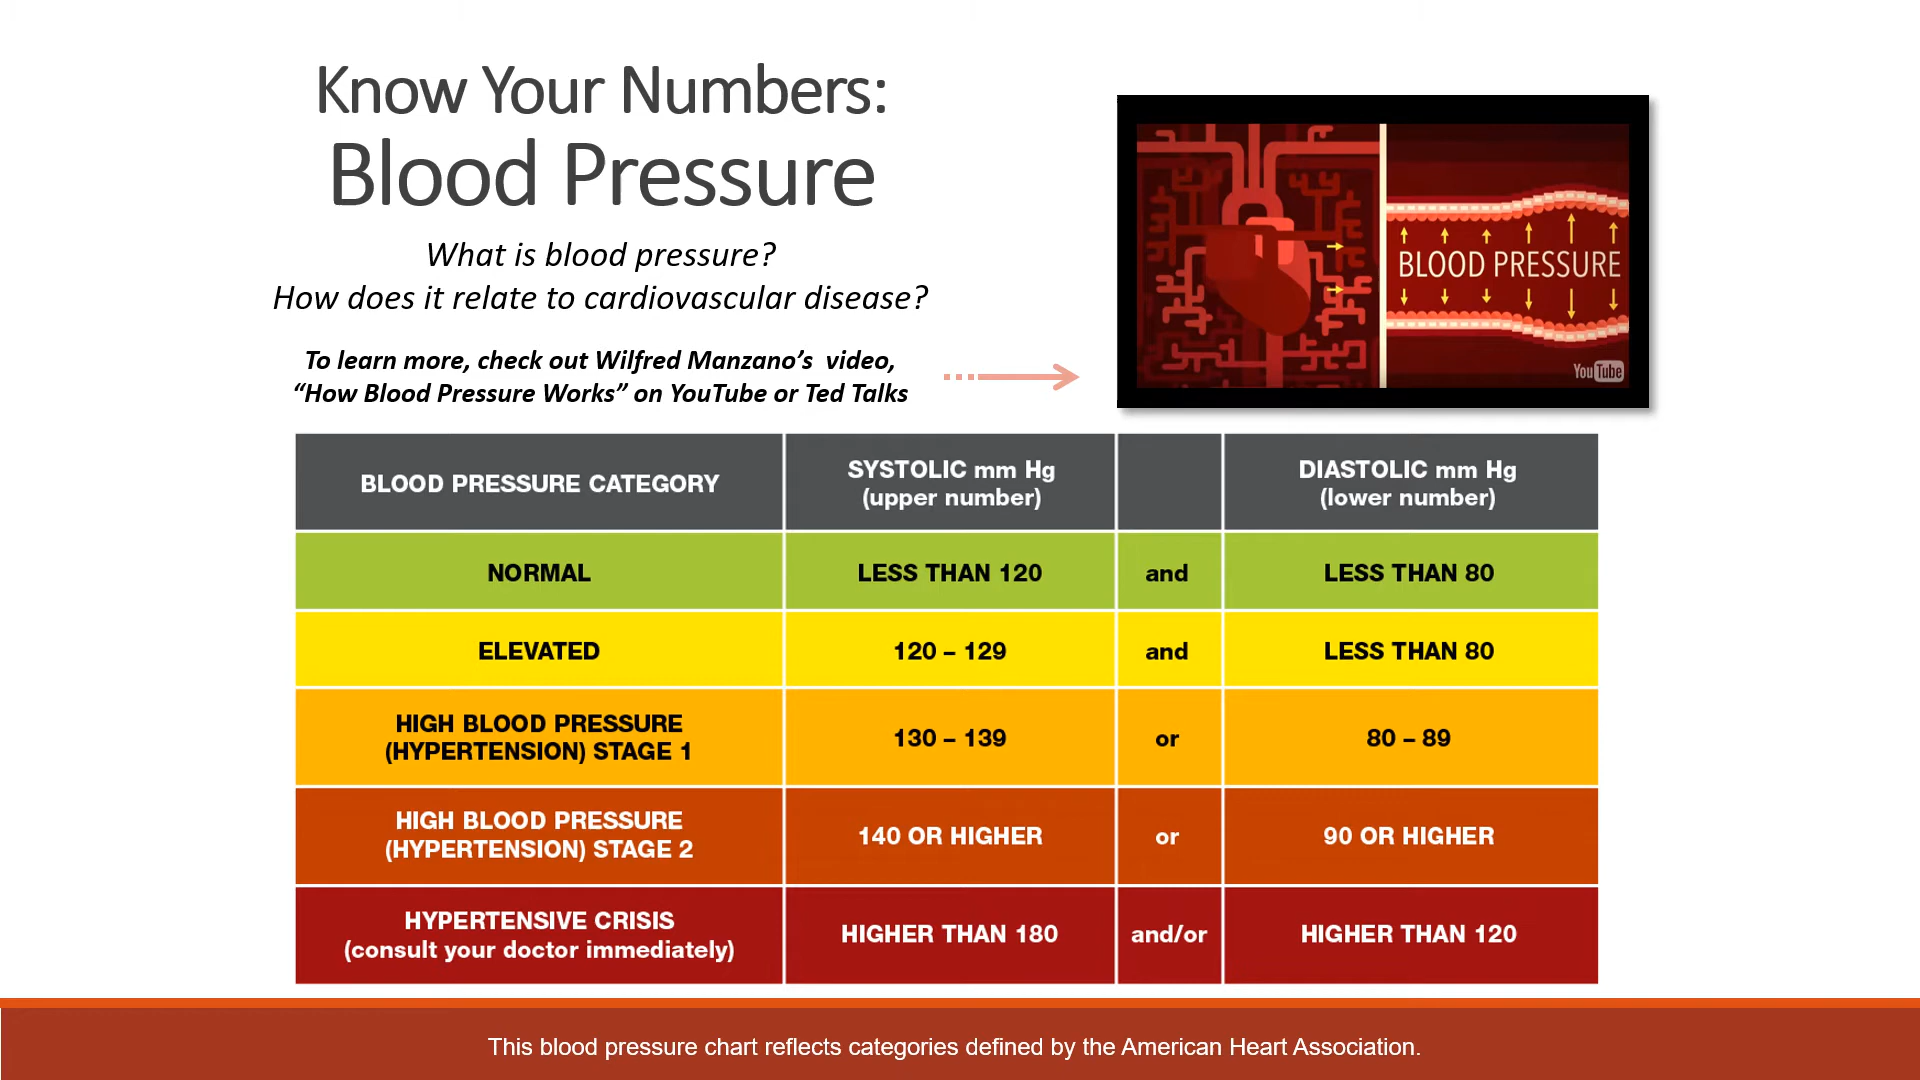 Know Your Numbers:
Blood Pressure
What is blood pressure?
How does it relate to cardiovascular disease?
To learn more, check out Wilfred Manzano’s  video,
“How Blood Pressure Works” on YouTube or Ted Talks
BLOOD PRESSURE
YouTube
BLOOD PRESSURE CATEGORY
SYSTOLIC mm Hg
(upper number)
DIASTOLIC mm Hg
(lower number)
NORMAL
LESS THAN 120
and
LESS THAN 80
ELEVATED
120 – 129
and
LESS THAN 80
HIGH BLOOD PRESSURE
(HYPERTENSION) STAGE 1
130 – 139
or
80 – 89
HIGH BLOOD PRESSURE
(HYPERTENSION) STAGE 2
140 OR HIGHER
or
90 OR HIGHER
HYPERTENSIVE CRISIS
(consult your doctor immediately)
HIGHER THAN 180
and/or
HIGHER THAN 120
This blood pressure chart reflects categories defined by the American Heart Association.